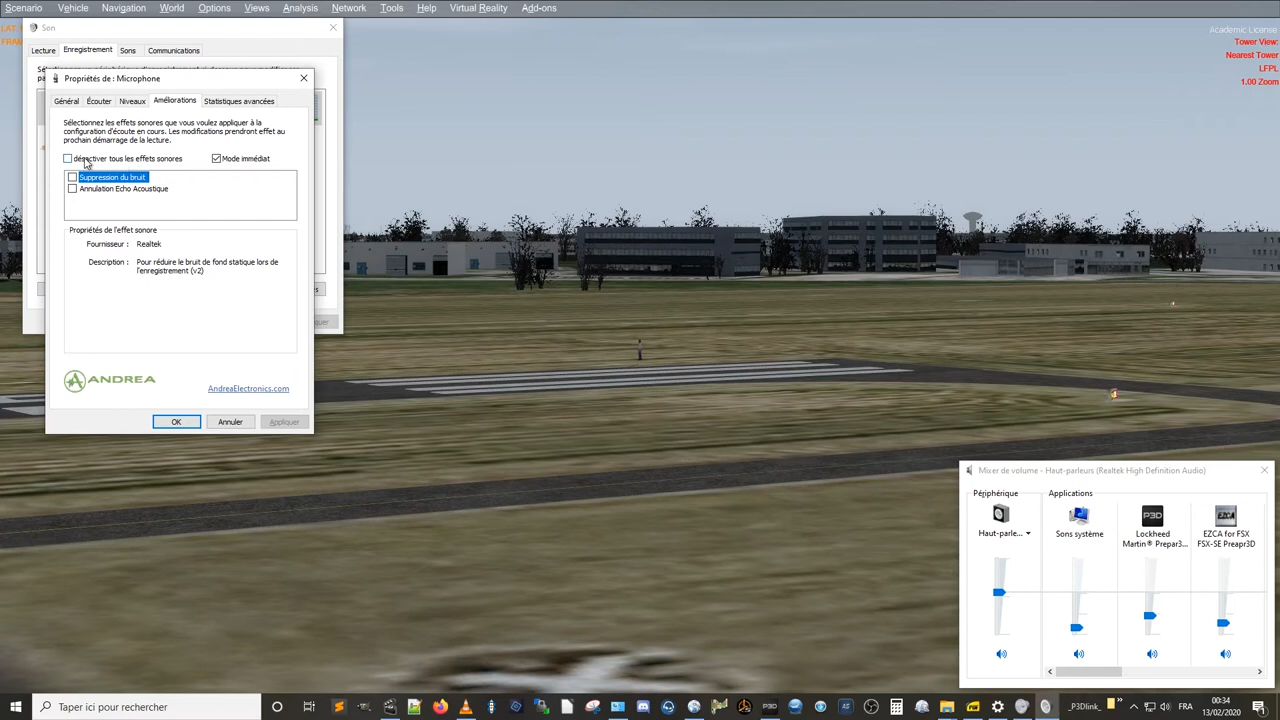 Scenario Vehicle Navigation World Options Views Analysis Network Tools Help Virtual Reality Add-ons
LAT.
FRAM
Academic License
Tower View:
Nearest Tower
LFPL
1.00 Zoom
Son
Lecture Enregistrement Sons Communications
Propriétés de : Microphone
Général Écouter Niveaux Améliorations Statistiques avancées
Sélectionnez les effets sonores que vous voulez appliquer à la
configuration d'écoute en cours. Les modifications prendront effet au
prochain démarrage de la lecture.
désactiver tous les effets sonores Mode immédiat
Suppression du bruit
Annulation Echo Acoustique
Propriétés de l'effet sonore
Fournisseur : Realtek
Description : Pour réduire le bruit de fond statique lors de
l'enregistrement (v2)
ANDREA
AndreaElectronics.com
OK Annuler Appliquer
Mixer de volume - Haut-parleurs (Realtek High Definition Audio)
Périphérique Applications
P3D EZCA
Haut-parle... Sons système Lockheed EZCA for FSX
Martin® Prepar3... FSX-SE Preapr3D
Taper ici pour rechercher
P3D
_P3Dlink_ FRA 00:34
13/02/2020